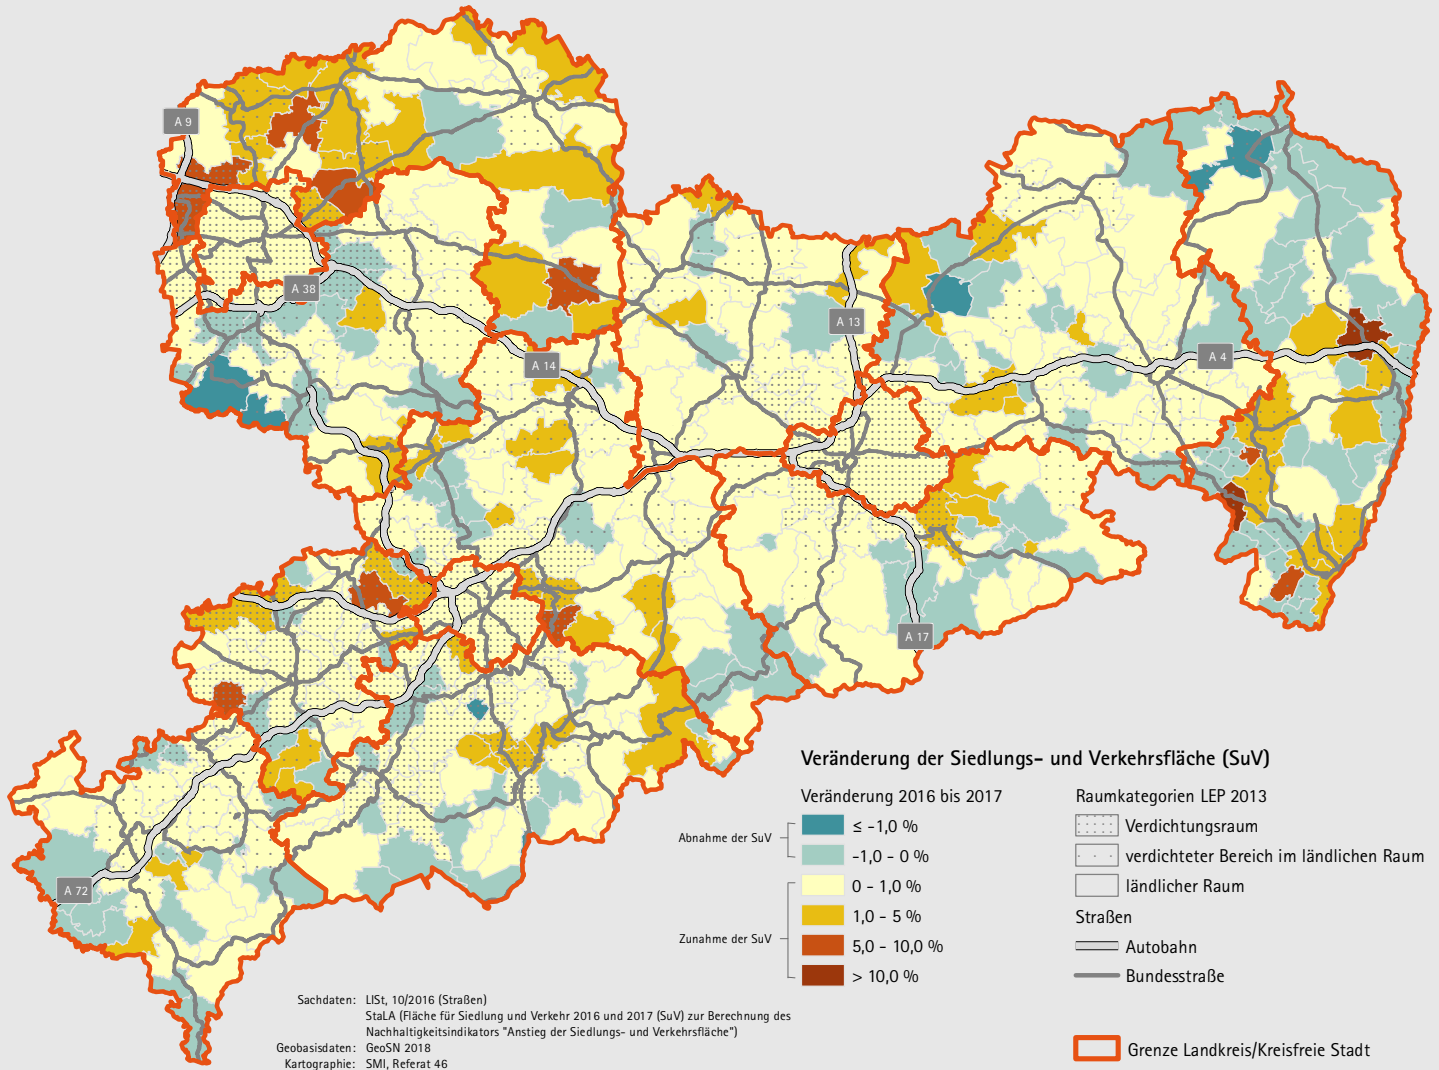 A 9
A 38
A 14
A 13
A 4
A 17
A 72
Veränderung der Siedlungs- und Verkehrsfläche (SuV)
Veränderung 2016 bis 2017
Abnahme der SuV
≤ -1,0 %
-1,0 - 0 %
Zunahme der SuV
0 - 1,0 %
1,0 - 5 %
5,0 - 10,0 %
> 10,0 %
Raumkategorien LEP 2013
Verdichtungsraum
verdichteter Bereich im ländlichen Raum
ländlicher Raum
Straßen
Autobahn
Bundesstraße
Grenze Landkreis/Kreisfreie Stadt
Sachdaten: LISt, 10/2016 (Straßen)
StaLA (Fläche für Siedlung und Verkehr 2016 und 2017 (SuV) zur Berechnung des
Nachhaltigkeitsindikators "Anstieg der Siedlungs- und Verkehrsfläche")
Geobasisdaten: GeoSN 2018
Kartographie: SMI, Referat 46